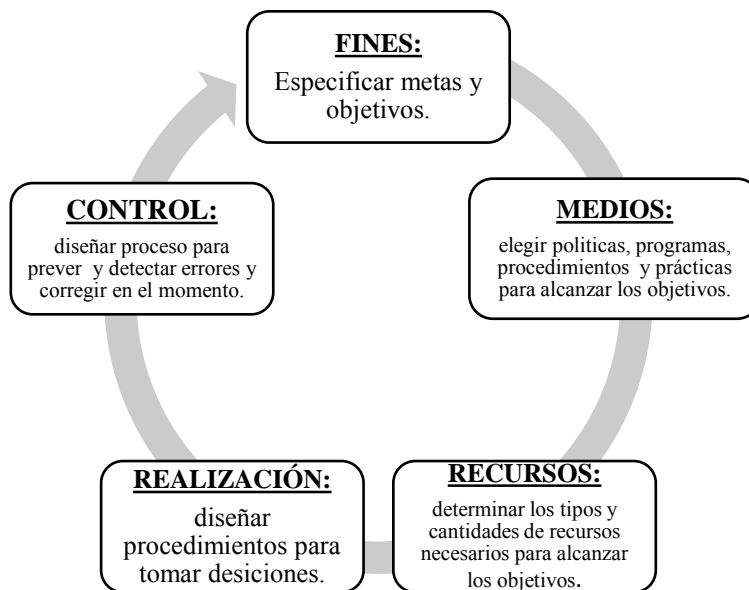 FINES:
Especificar metas y
objetivos.
MEDIOS:
elegir politicas, programas,
procedimientos y prácticas
para alcanzar los objetivos.
RECURSOS:
determinar los tipos y
cantidades de recursos
necesarios para alcanzar
los objetivos.
REALIZACIÓN:
diseñar
procedimientos para
tomar desiciones.
CONTROL:
diseñar proceso para
prever y detectar errores y
corregir en el momento.